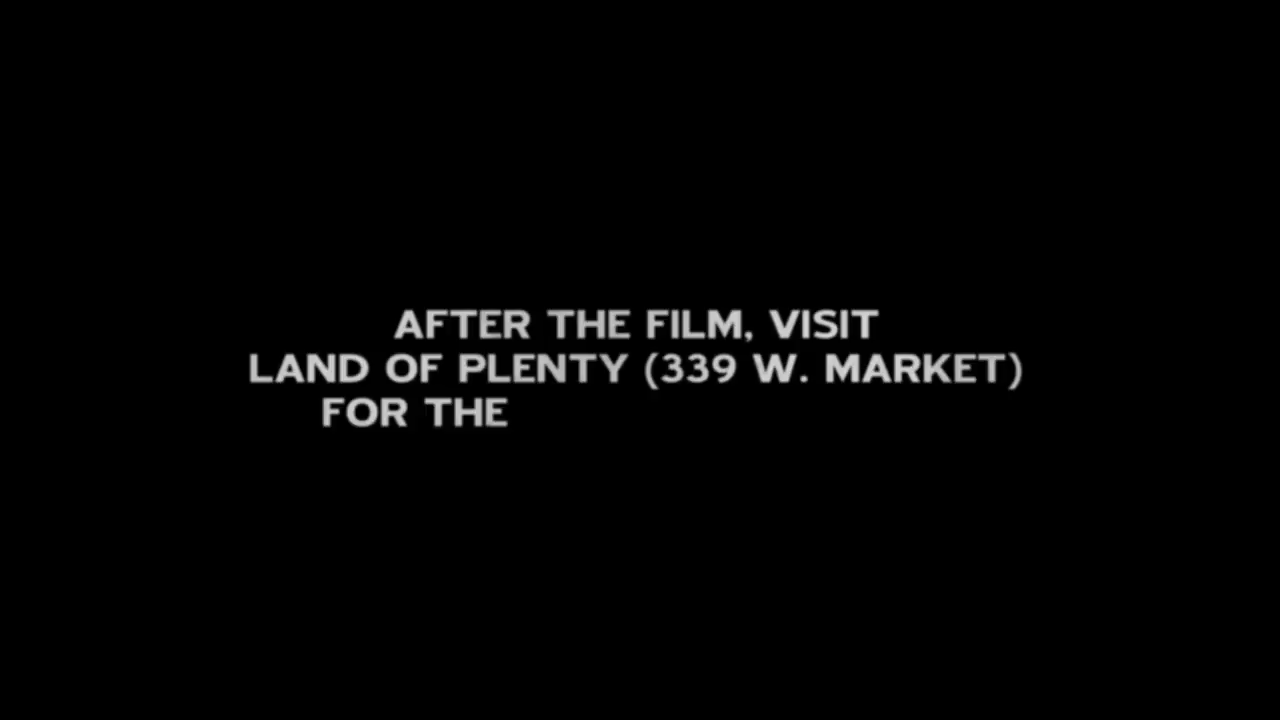 AFTER THE FILM, VISIT
LAND OF PLENTY (339 W. MARKET)
FOR THE